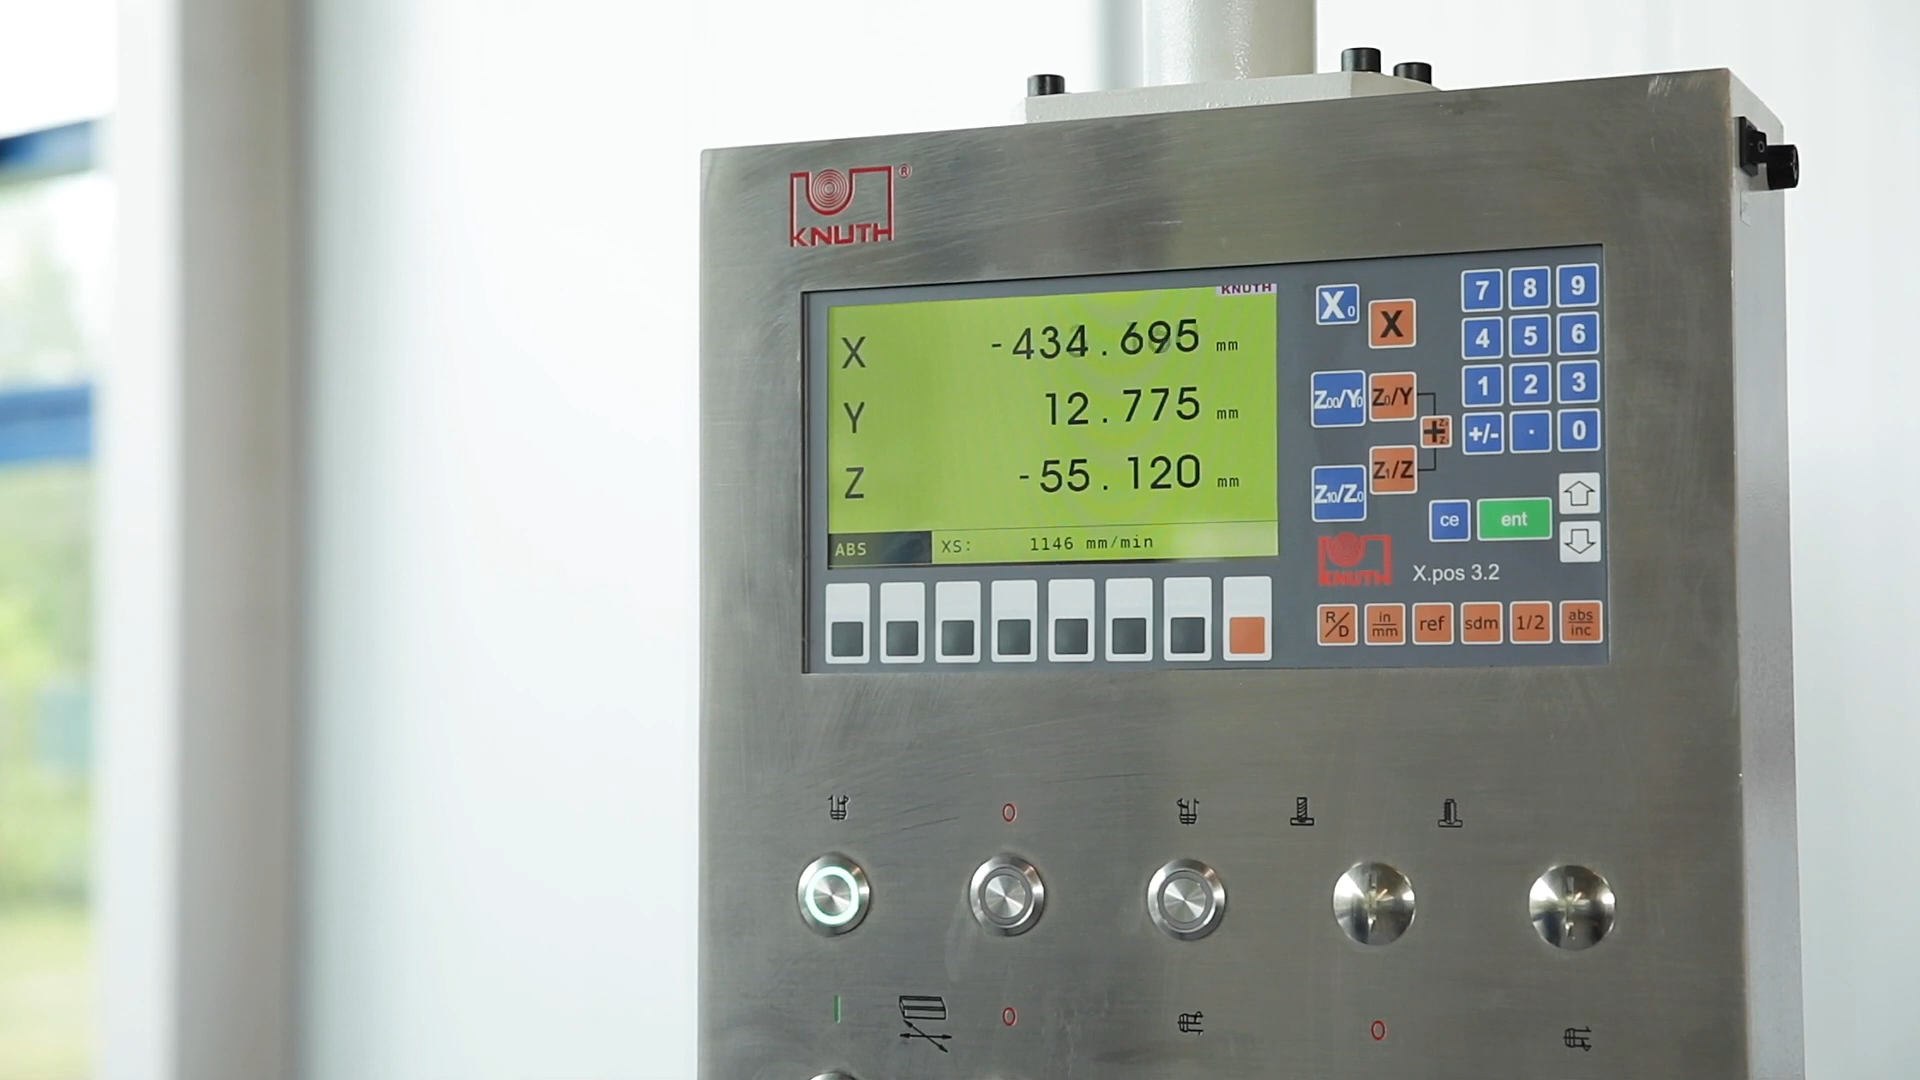 KNUTH ®
KNUTH
X -434.695 mm
Y 12.775 mm
Z -55.120 mm
ABS XS: 1146 mm/min
X0 X
Z00/Y0 Z0/Y
Z10/Z0 Z1/Z
7 8 9
4 5 6
1 2 3
+/- . 0
ce ent
KNUTH X.pos 3.2
R/D in/mm ref sdm 1/2 abs/inc
0
0
0